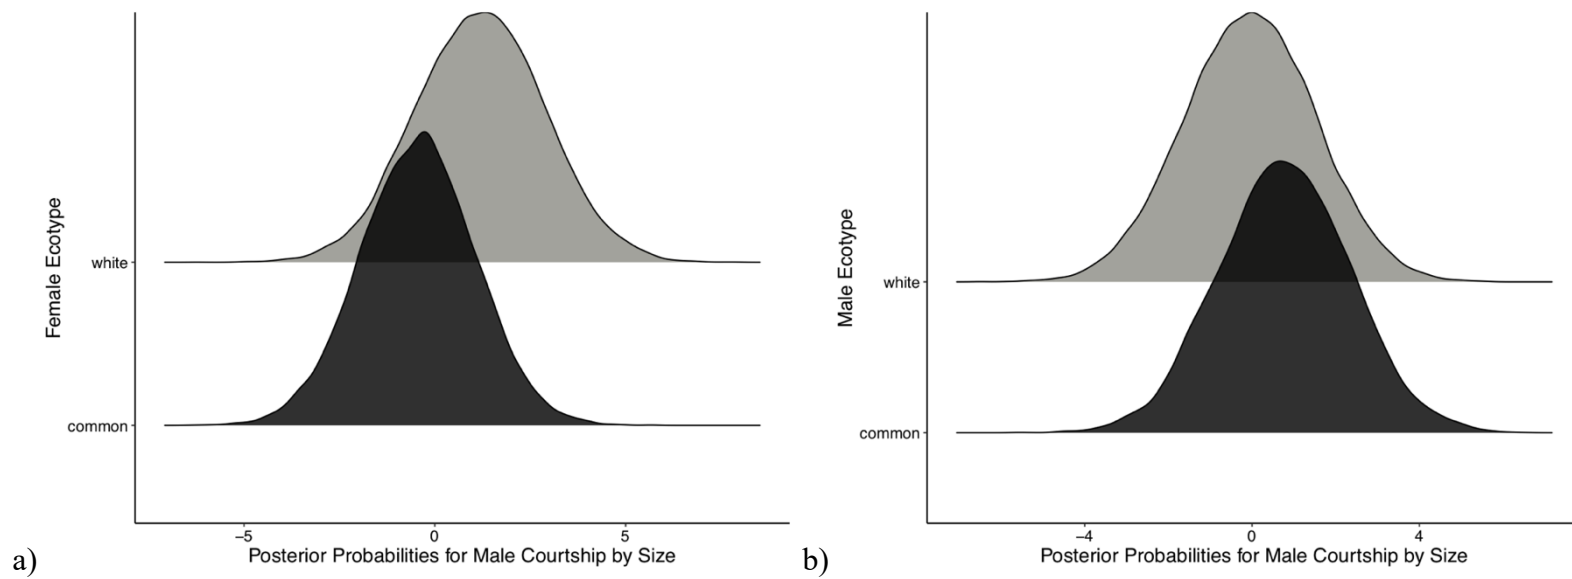 Female Ecotype
white
common
−5
0
5
Posterior Probabilities for Male Courtship by Size
a)
Male Ecotype
white
common
−4
0
4
Posterior Probabilities for Male Courtship by Size
b)